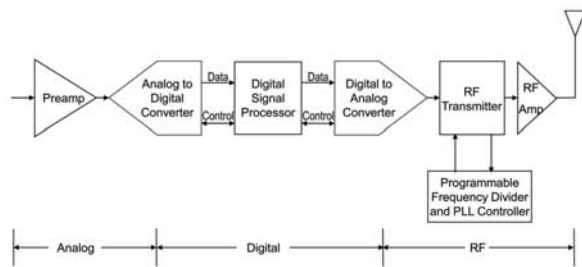 Preamp
Analog to
Digital
Converter
Data
Control
Digital
Signal
Processor
Data
Control
Digital to
Analog
Converter
RF
Transmitter
RF
Amp
Programmable
Frequency Divider
and PLL Controller
Analog
Digital
RF